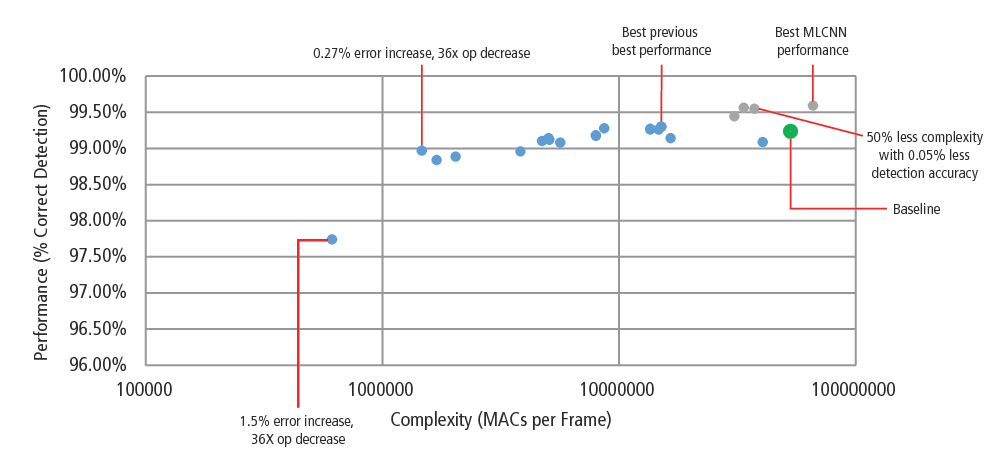 Best previous
best performance
Best MLCNN
performance
0.27% error increase, 36x op decrease
100.00%
99.50%
99.00%
98.50%
98.00%
97.50%
97.00%
96.50%
96.00%
Performance (% Correct Detection)
50% less complexity
with 0.05% less
detection accuracy
Baseline
100000
1000000
10000000
100000000
Complexity (MACs per Frame)
1.5% error increase,
36X op decrease